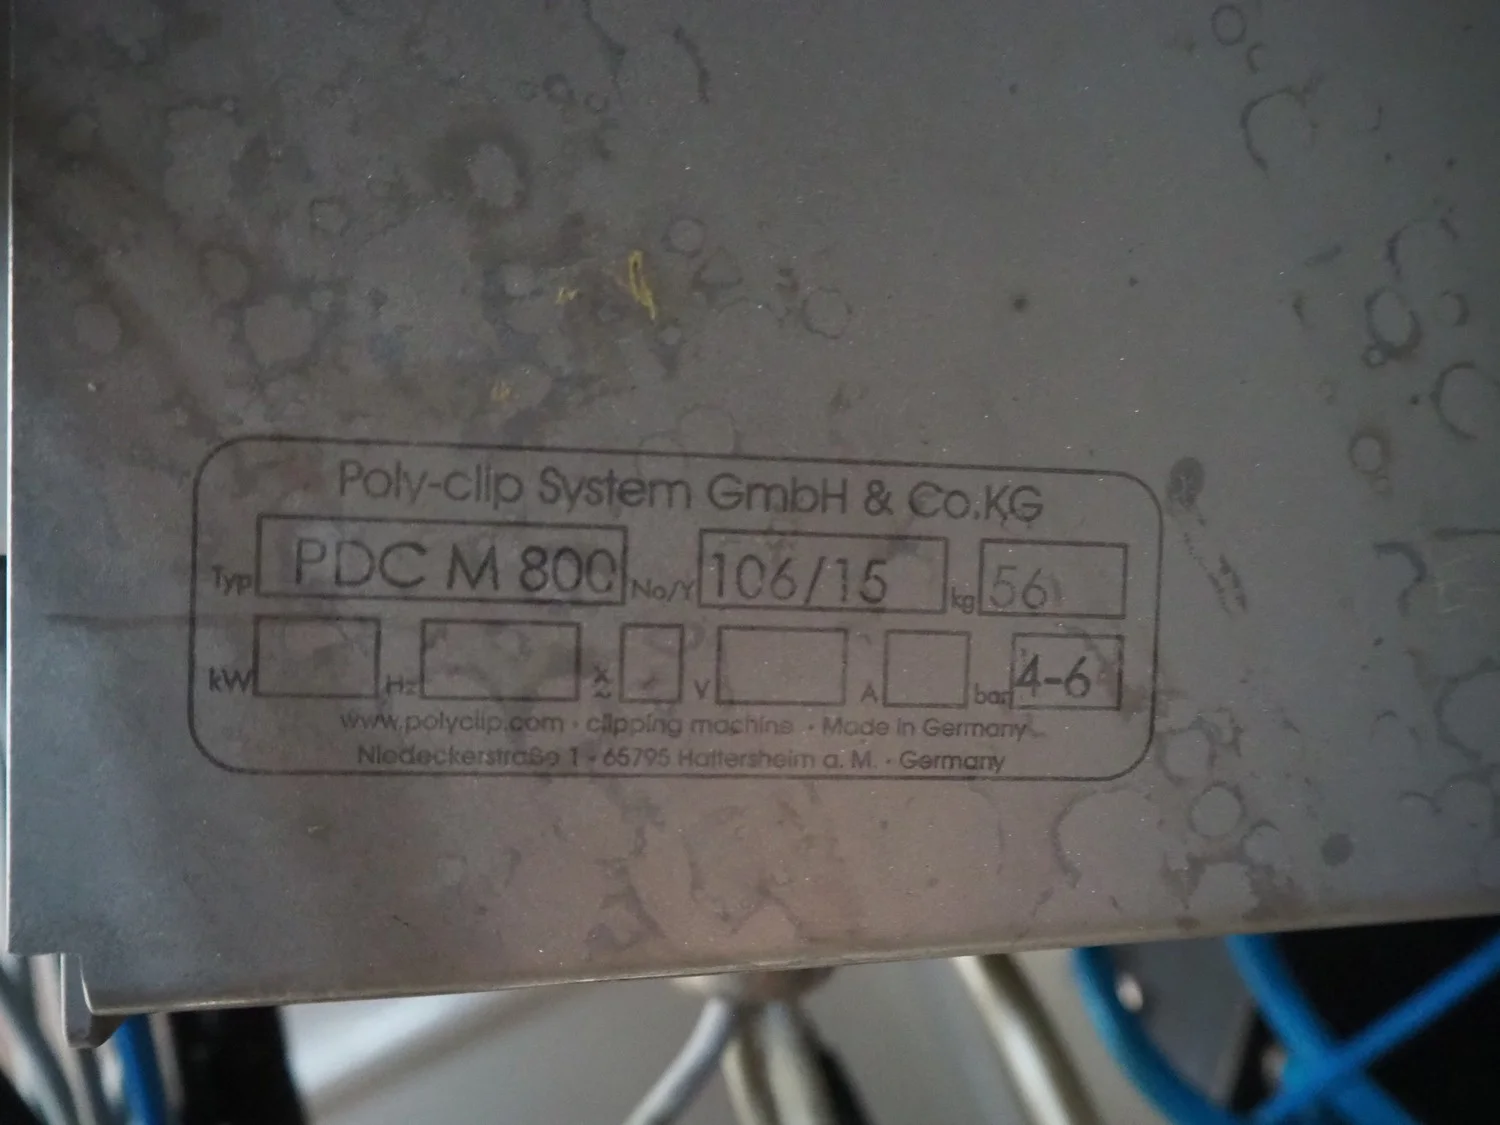 Poly-clip System GmbH & Co.KG
Typ PDC M 800 No/Y 106/15 kg 56
kW Hz V A bar 4-6
www.polyclip.com · clipping machine · Made in Germany
Niedeckerstraße 1 · 65795 Hattersheim a. M. · Germany